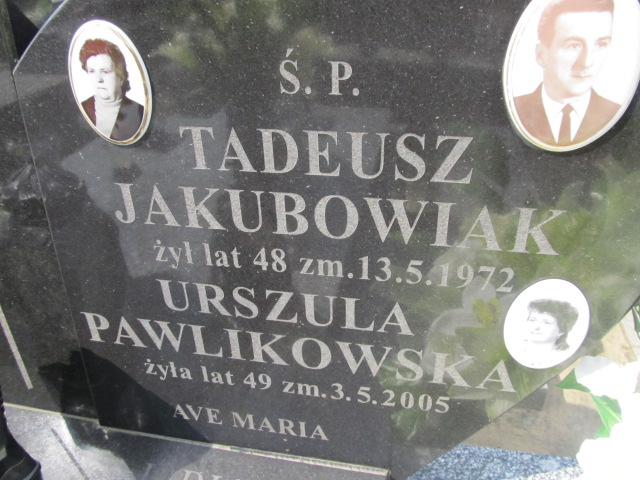 Ś. P.
TADEUSZ
JAKUBOWIAK
żył lat 48 zm.13.5.1972
URSZULA
PAWLIKOWSKA
żyła lat 49 zm.3.5.2005
AVE MARIA